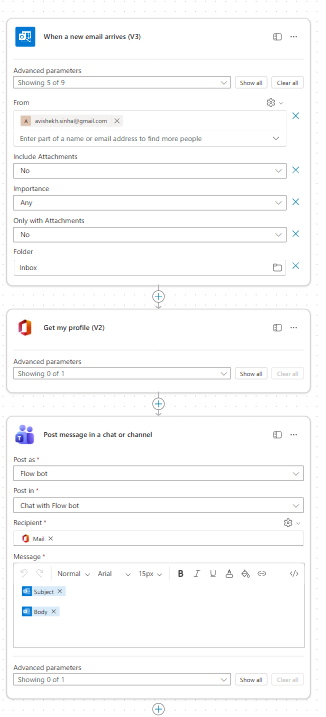 When a new email arrives (V3)
Advanced parameters
Showing 5 of 9
Show all
Clear all
From
A
avishekh.sinha@gmail.com
Enter part of a name or email address to find more people
Include Attachments
No
Importance
Any
Only with Attachments
No
Folder
Inbox
Get my profile (V2)
Advanced parameters
Showing 0 of 1
Show all
Clear all
Post message in a chat or channel
Post as *
Flow bot
Post in *
Chat with Flow bot
Recipient *
Mail
Message *
Normal Arial 15px B I U A </>
Subject
Body
Advanced parameters
Showing 0 of 1
Show all
Clear all